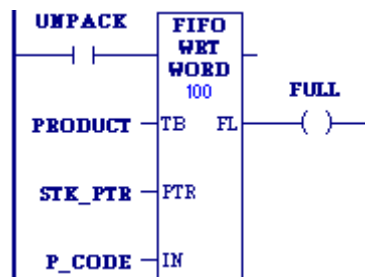 UNPACK
FIFO
WRT
WORD
100
FULL
PRODUCT TB FL
STK_PTR PTR
P_CODE IN